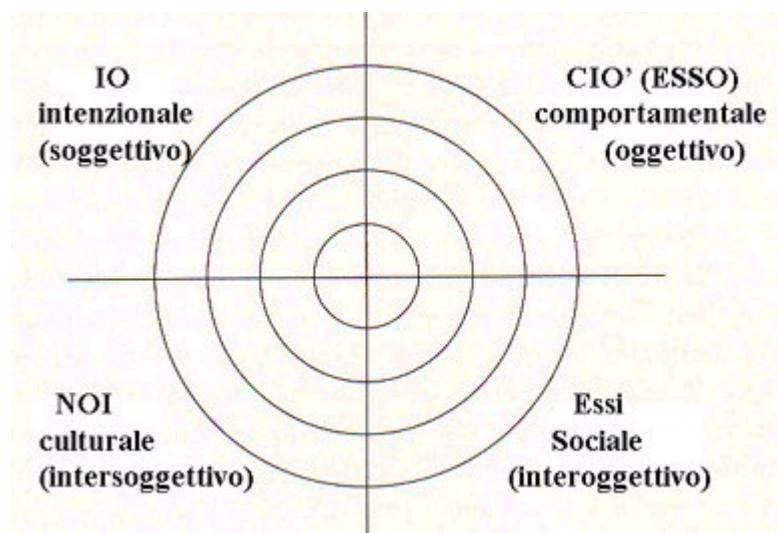 IO
intenzionale
(soggettivo)
CIO' (ESSO)
comportamentale
(oggettivo)
NOI
culturale
(intersoggettivo)
Essi
Sociale
(interoggettivo)